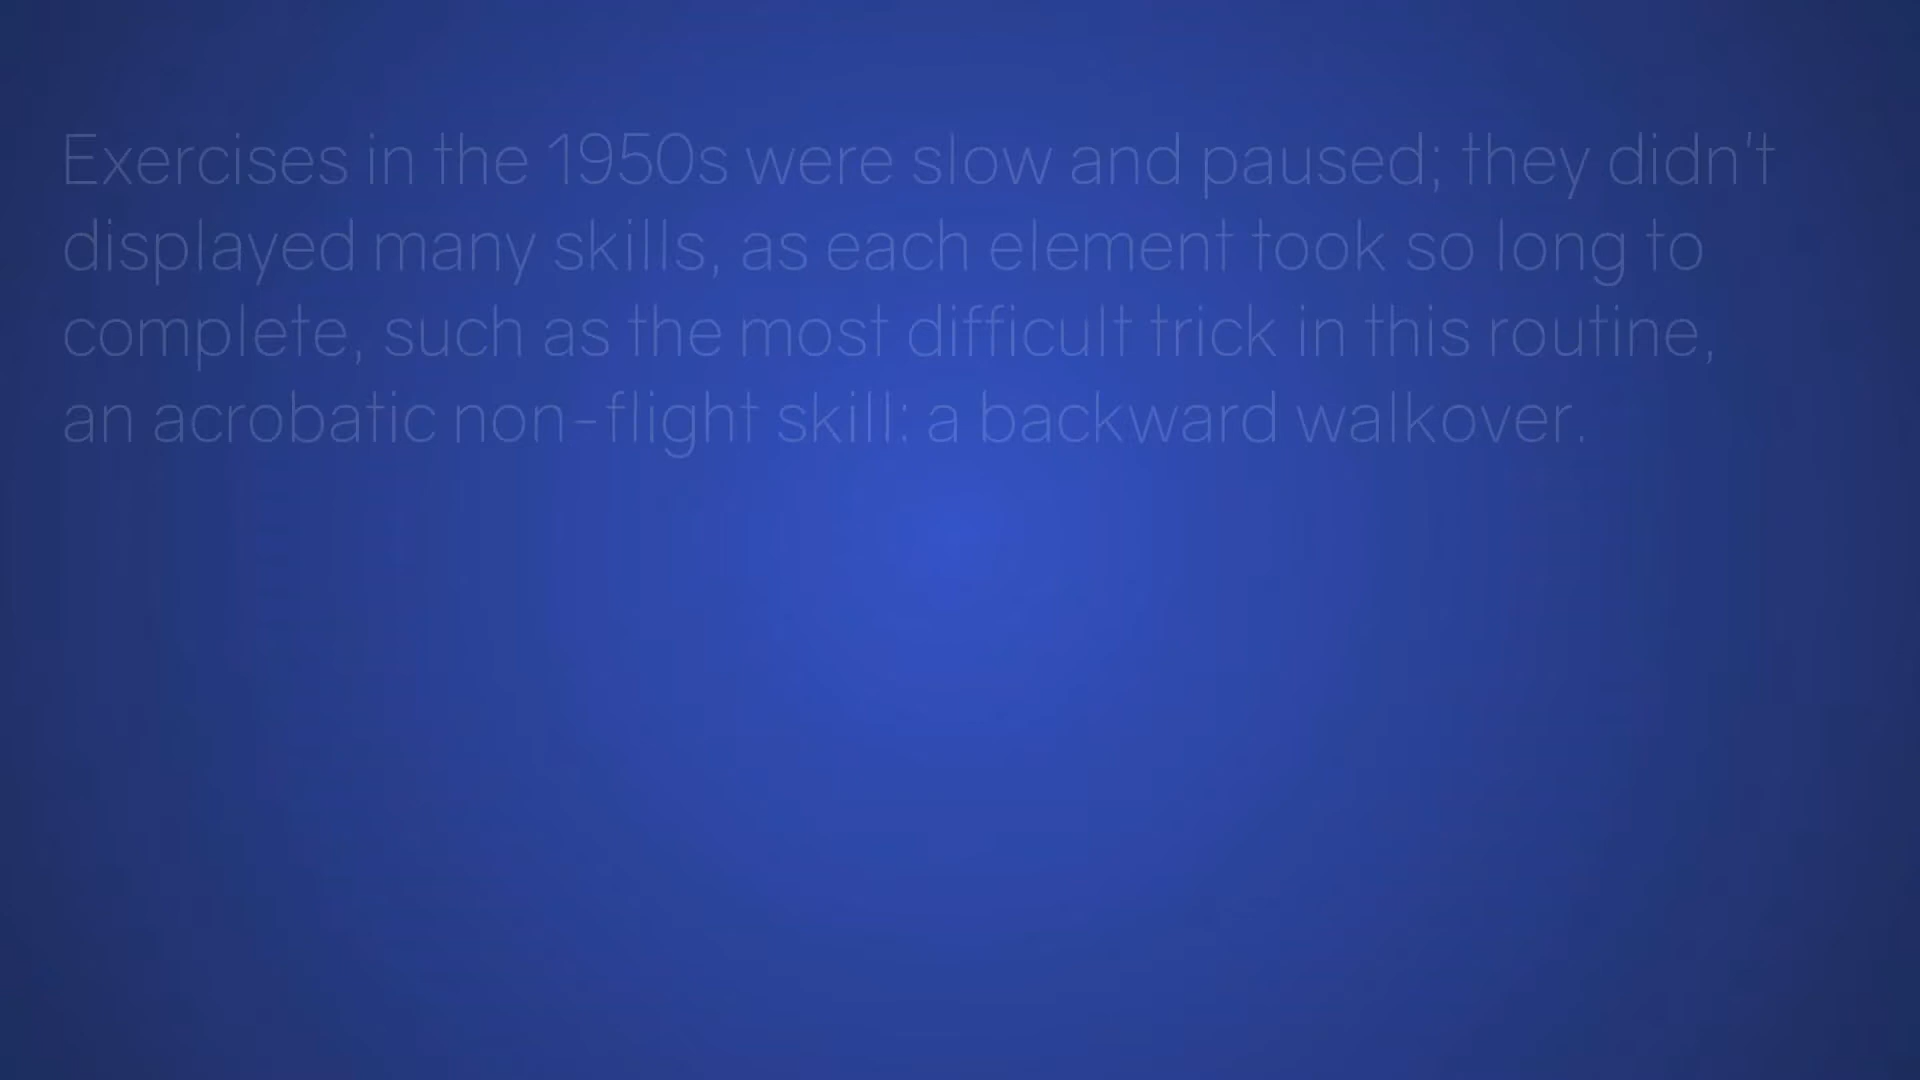 Exercises in the 1950s were slow and paused; they didn't
displayed many skills, as each element took so long to
complete, such as the most difficult trick in this routine,
an acrobatic non-flight skill: a backward walkover.